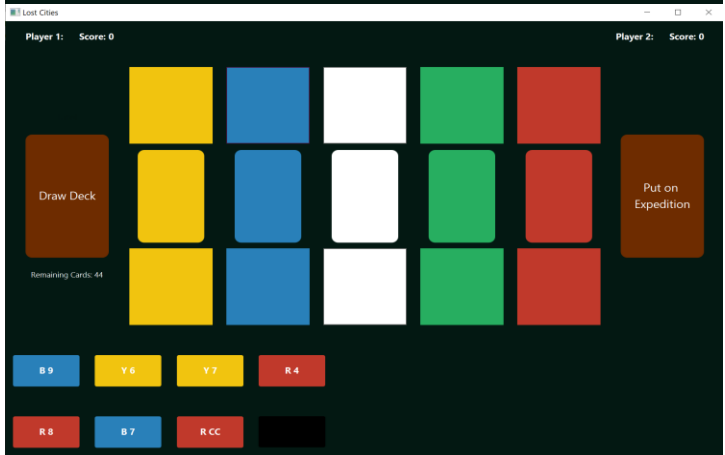 Lost Cities
Player 1: Score: 0
Player 2: Score: 0
Draw Deck
Put on
Expedition
Remaining Cards: 44
B 9
Y 6
Y 7
R 4
R 8
B 7
R CC